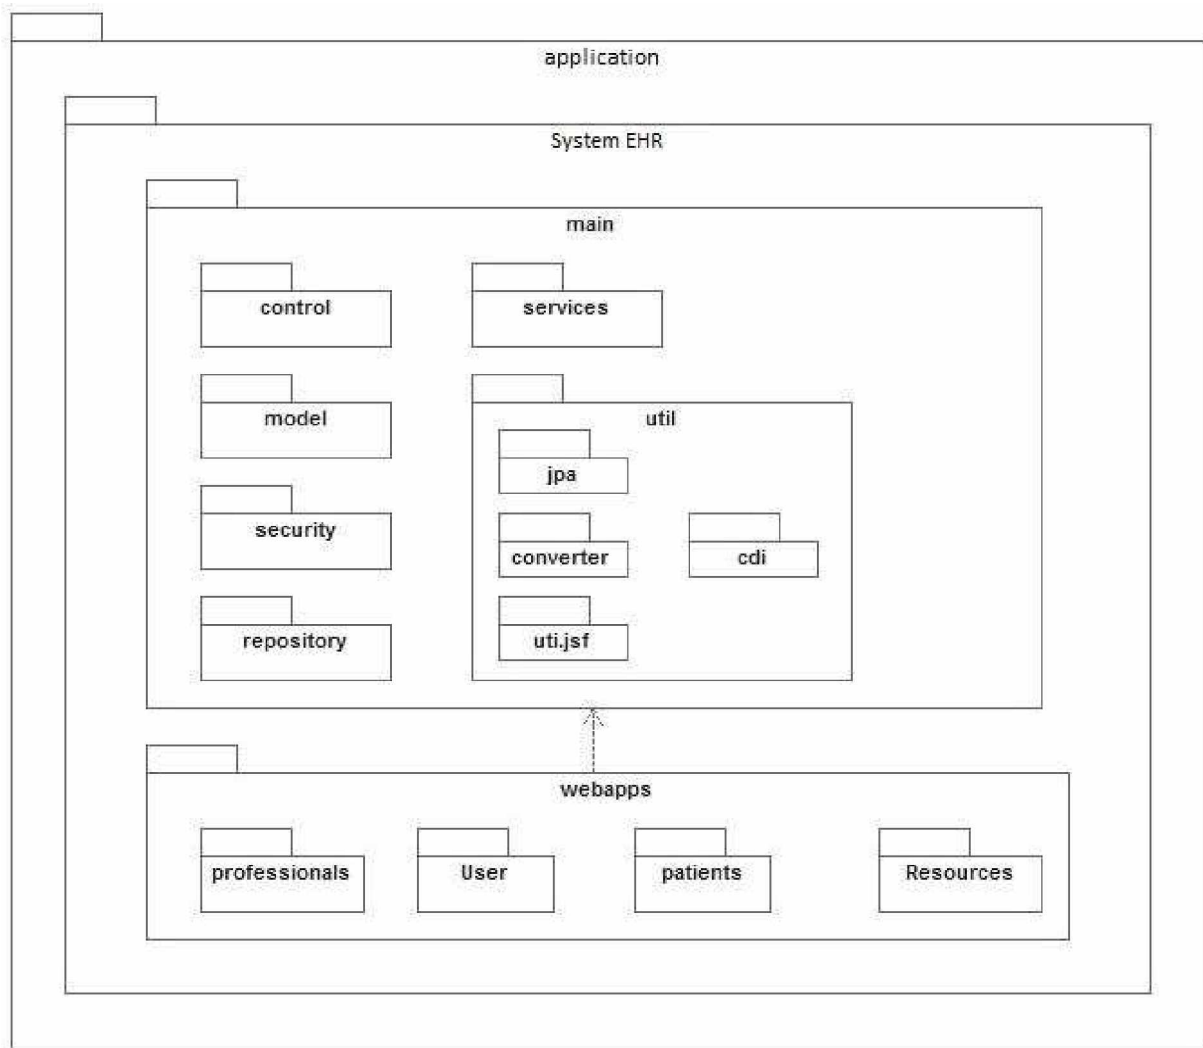 application
System EHR
main
control
services
model
util
jpa
security
converter
cdi
repository
uti.jsf
webapps
professionals
User
patients
Resources